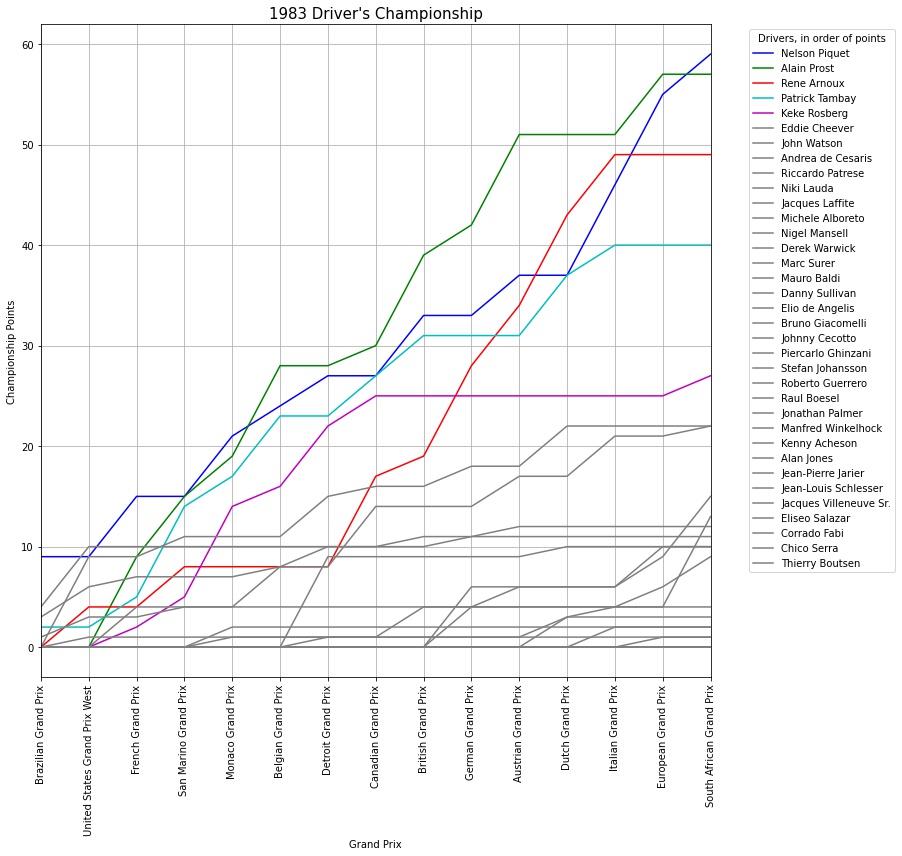 1983 Driver's Championship
Championship Points
60
50
40
30
20
10
0
Brazilian Grand Prix
United States Grand Prix West
French Grand Prix
San Marino Grand Prix
Monaco Grand Prix
Belgian Grand Prix
Detroit Grand Prix
Canadian Grand Prix
British Grand Prix
German Grand Prix
Austrian Grand Prix
Dutch Grand Prix
Italian Grand Prix
European Grand Prix
South African Grand Prix
Grand Prix
Drivers, in order of points
Nelson Piquet
Alain Prost
Rene Arnoux
Patrick Tambay
Keke Rosberg
Eddie Cheever
John Watson
Andrea de Cesaris
Riccardo Patrese
Niki Lauda
Jacques Laffite
Michele Alboreto
Nigel Mansell
Derek Warwick
Marc Surer
Mauro Baldi
Danny Sullivan
Elio de Angelis
Bruno Giacomelli
Johnny Cecotto
Piercarlo Ghinzani
Stefan Johansson
Roberto Guerrero
Raul Boesel
Jonathan Palmer
Manfred Winkelhock
Kenny Acheson
Alan Jones
Jean-Pierre Jarier
Jean-Louis Schlesser
Jacques Villeneuve Sr.
Eliseo Salazar
Corrado Fabi
Chico Serra
Thierry Boutsen